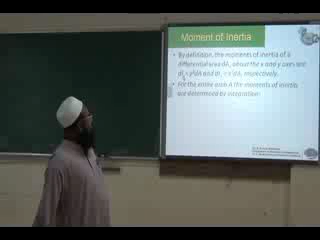 Moment of Inertia
• By definition, the moments of inertia of a
differential area dA, about the x and y axes are
dIₓ = y²dA and dIᵧ = x²dA, respectively.
• For the entire area A the moments of inertia
are determined by integration: